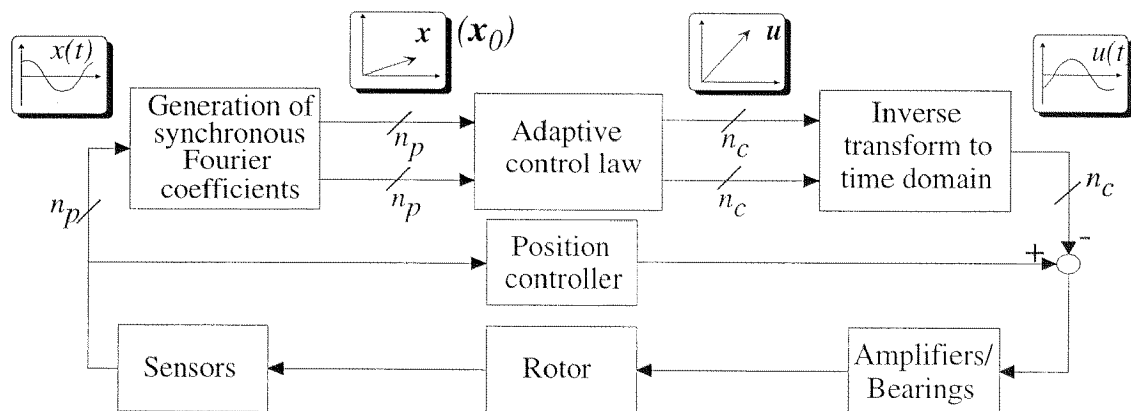 x(t)
x (x0)
u
u(t
Generation of
synchronous
Fourier
coefficients
np
np
Adaptive
control law
nc
nc
Inverse
transform to
time domain
np
nc
Position
controller
+
-
Sensors
Rotor
Amplifiers/
Bearings